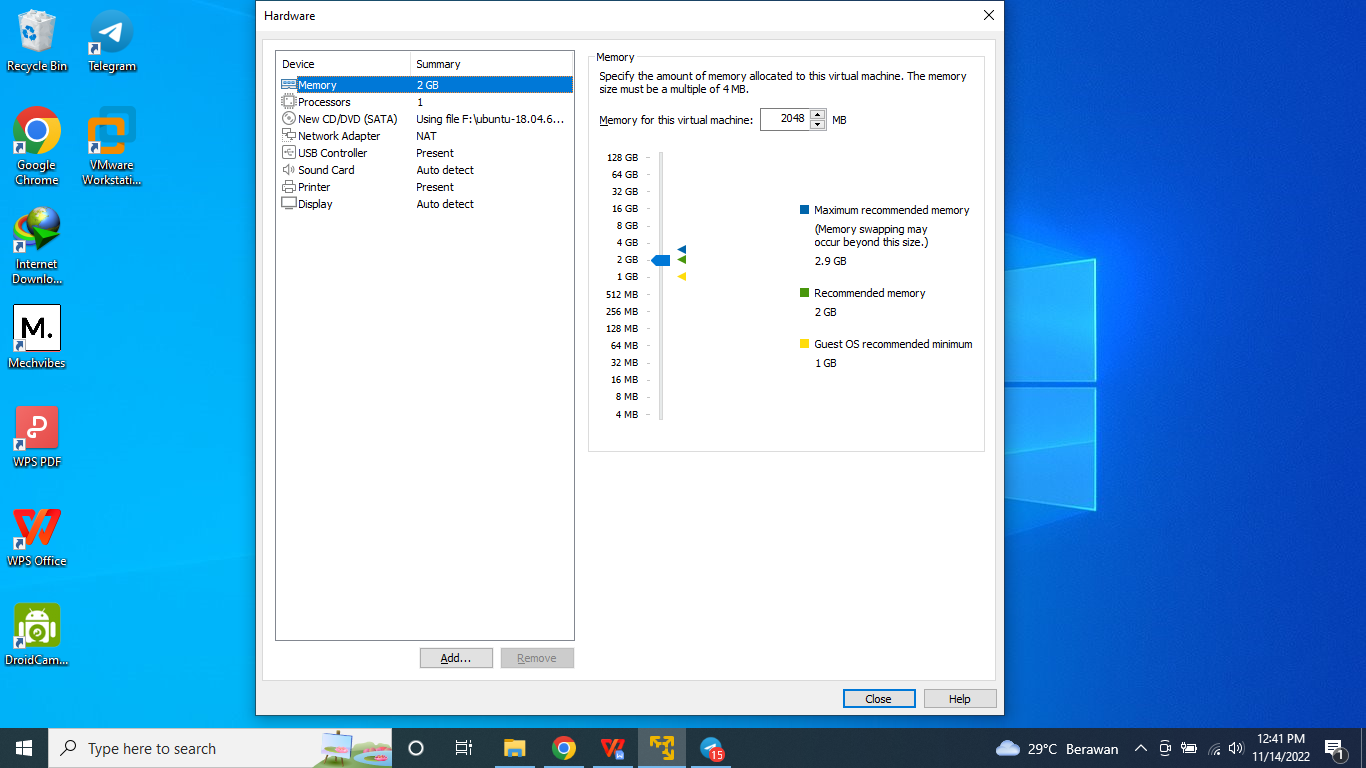 Recycle Bin
Telegram
Google
Chrome
VMware
Workstati...
Internet
Downlo...
M.
Mechvibes
WPS PDF
WPS Office
DroidCam...
Hardware
Device Summary
Memory 2 GB
Processors 1
New CD/DVD (SATA) Using file F:\ubuntu-18.04.6...
Network Adapter NAT
USB Controller Present
Sound Card Auto detect
Printer Present
Display Auto detect
Add...
Remove
Memory
Specify the amount of memory allocated to this virtual machine. The memory
size must be a multiple of 4 MB.
Memory for this virtual machine: 2048 MB
128 GB
64 GB
32 GB
16 GB
8 GB
4 GB
2 GB
1 GB
512 MB
256 MB
128 MB
64 MB
32 MB
16 MB
8 MB
4 MB
Maximum recommended memory
(Memory swapping may
occur beyond this size.)
2.9 GB
Recommended memory
2 GB
Guest OS recommended minimum
1 GB
Close
Help
Type here to search
15
29°C Berawan
12:41 PM
11/14/2022
1